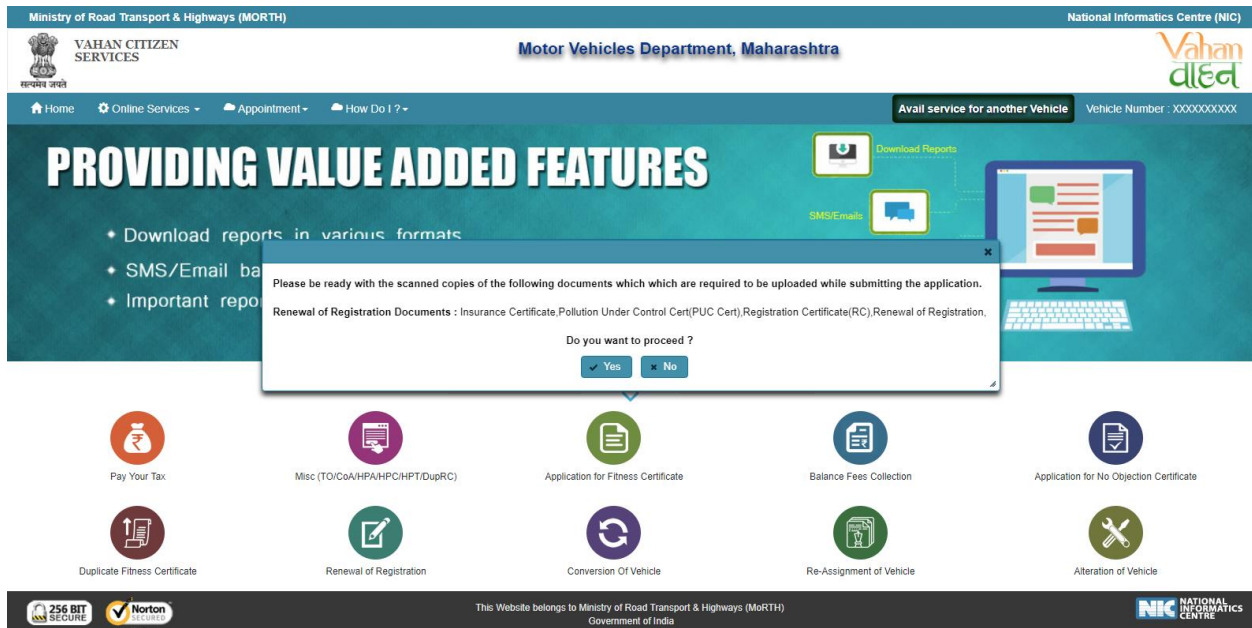 Ministry of Road Transport & Highways (MORTH)
National Informatics Centre (NIC)
सत्यमेव जयते
VAHAN CITIZEN
SERVICES
Motor Vehicles Department, Maharashtra
Vahan
वाहन
Home
Online Services
Appointment
How Do I ?
Avail service for another Vehicle
Vehicle Number : XXXXXXXXXX
PROVIDING VALUE ADDED FEATURES
Download Reports
SMS/Emails
• Download reports in various formats
• SMS/Email ba
• Important repo
Please be ready with the scanned copies of the following documents which which are required to be uploaded while submitting the application.
Renewal of Registration Documents : Insurance Certificate,Pollution Under Control Cert(PUC Cert),Registration Certificate(RC),Renewal of Registration,
Do you want to proceed ?
Yes
No
Pay Your Tax
Misc (TO/CoA/HPA/HPC/HPT/DupRC)
Application for Fitness Certificate
Balance Fees Collection
Application for No Objection Certificate
Duplicate Fitness Certificate
Renewal of Registration
Conversion Of Vehicle
Re-Assignment of Vehicle
Alteration of Vehicle
256 BIT
SECURE
Norton
SECURED
This Website belongs to Ministry of Road Transport & Highways (MoRTH)
Government of India
NIC
NATIONAL
INFORMATICS
CENTRE